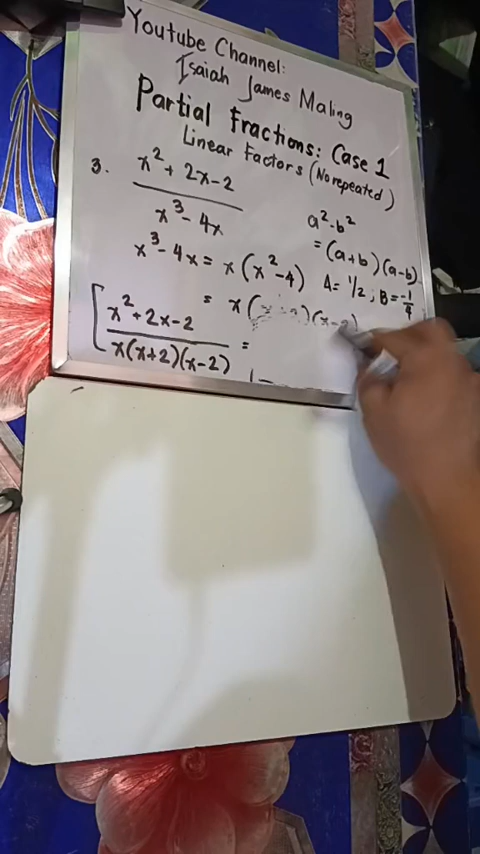 Youtube Channel:
Isaiah James Maling
Partial Fractions: Case 1
Linear Factors (No repeated)
3. x² + 2x - 2
x³ - 4x
a² - b²
= (a+b)(a-b)
x³ - 4x = x(x² - 4)
A = 1/2 ; B = -1/4
= x( )(x-2)
[ x² + 2x - 2
x(x+2)(x-2) =